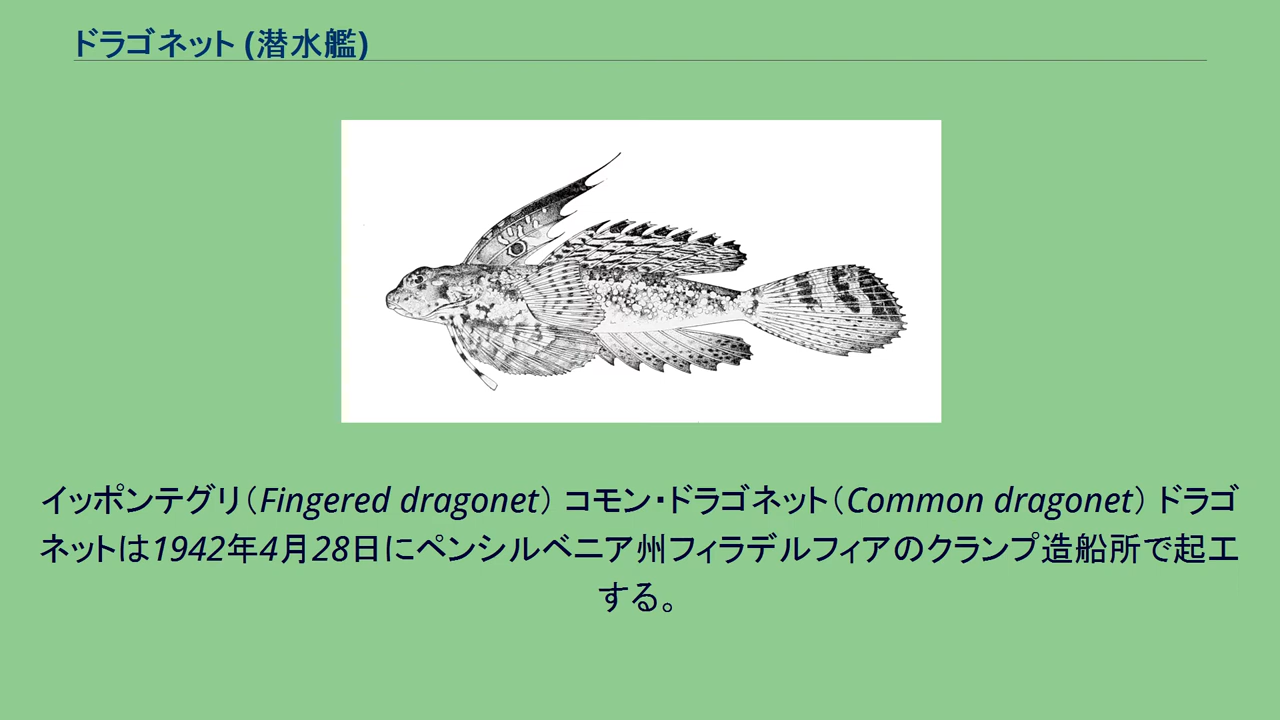 ドラゴネット (潜水艦)
イッポンテグリ（Fingered dragonet） コモン・ドラゴネット（Common dragonet） ドラゴ
ネットは1942年4月28日にペンシルベニア州フィラデルフィアのクランプ造船所で起工
する。